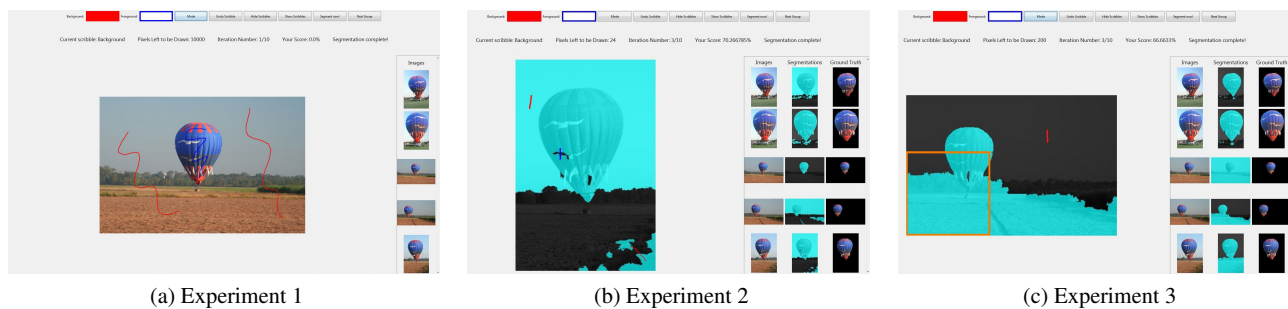 Background: Foreground: Mode Undo Scribble Hide Scribbles Show Scribbles Segment now! Next Group
Current scribble: Background Pixels Left to be Drawn: 10000 Iteration Number: 1/10 Your Score: 0.0% Segmentation complete!
Images
(a) Experiment 1
Background: Foreground: Mode Undo Scribble Hide Scribbles Show Scribbles Segment now! Next Group
Current scribble: Background Pixels Left to be Drawn: 24 Iteration Number: 3/10 Your Score: 70.266785% Segmentation complete!
Images Segmentations Ground Truth
(b) Experiment 2
Background: Foreground: Mode Undo Scribble Hide Scribbles Show Scribbles Segment now! Next Group
Current scribble: Background Pixels Left to be Drawn: 200 Iteration Number: 3/10 Your Score: 66.6633% Segmentation complete!
Images Segmentations Ground Truth
(c) Experiment 3